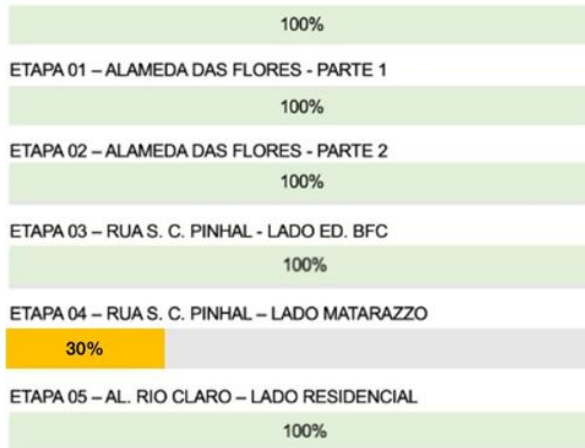 100%
ETAPA 01 – ALAMEDA DAS FLORES - PARTE 1
100%
ETAPA 02 – ALAMEDA DAS FLORES - PARTE 2
100%
ETAPA 03 – RUA S. C. PINHAL - LADO ED. BFC
100%
ETAPA 04 – RUA S. C. PINHAL – LADO MATARAZZO
30%
ETAPA 05 – AL. RIO CLARO – LADO RESIDENCIAL
100%